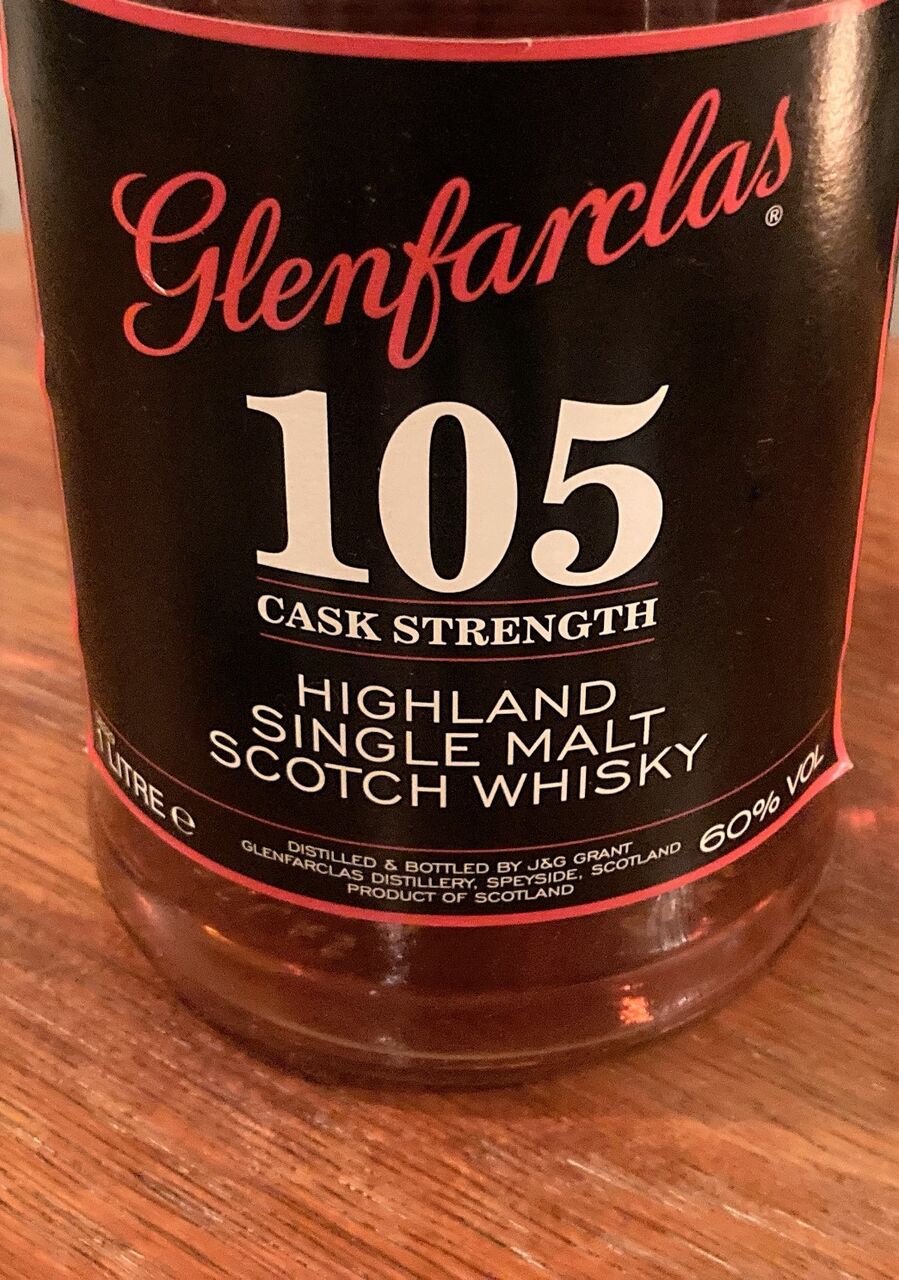 Glenfarclas ®
105
CASK STRENGTH
HIGHLAND
SINGLE MALT
SCOTCH WHISKY
1 LITRE ℮
60% VOL
DISTILLED & BOTTLED BY J&G GRANT
GLENFARCLAS DISTILLERY, SPEYSIDE, SCOTLAND
PRODUCT OF SCOTLAND